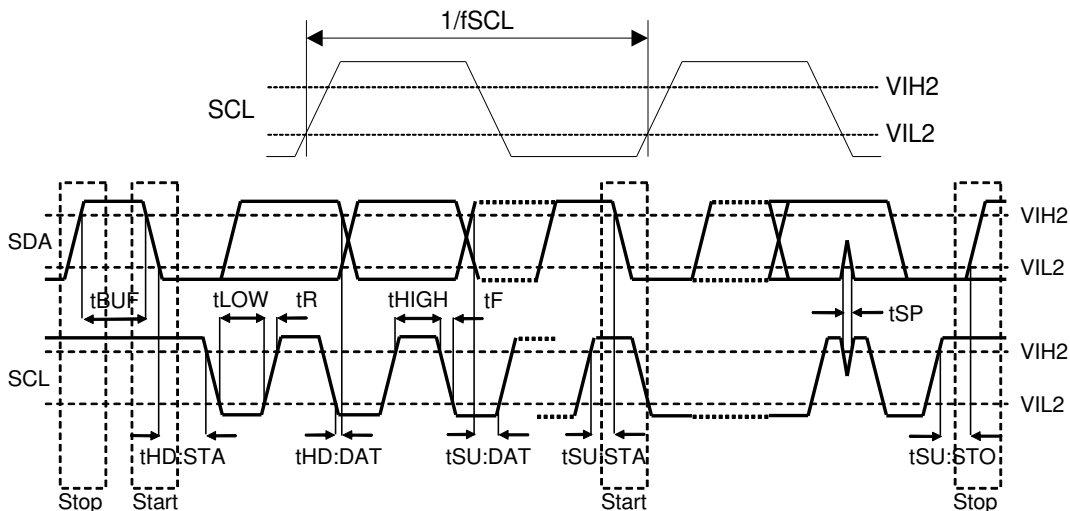 1/fSCL
SCL
VIH2
VIL2
SDA
VIH2
VIL2
tBUF
tLOW
tR
tHIGH
tF
tSP
SCL
VIH2
VIL2
tHD:STA
tHD:DAT
tSU:DAT
tSU:STA
tSU:STO
Stop
Start
Start
Stop